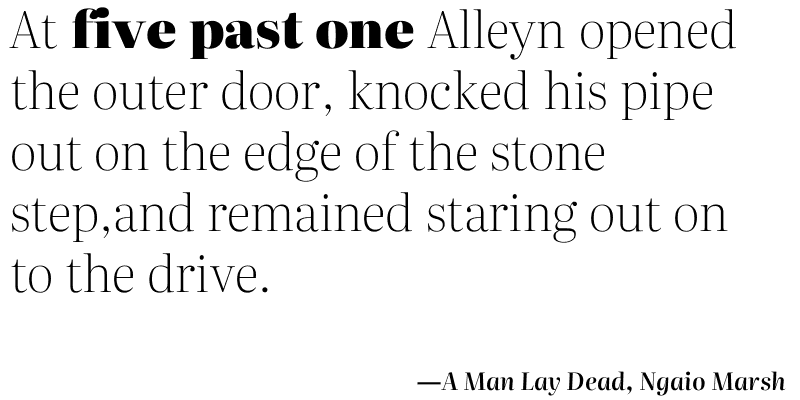 At five past one Alleyn opened
the outer door, knocked his pipe
out on the edge of the stone
step,and remained staring out on
to the drive.
—A Man Lay Dead, Ngaio Marsh